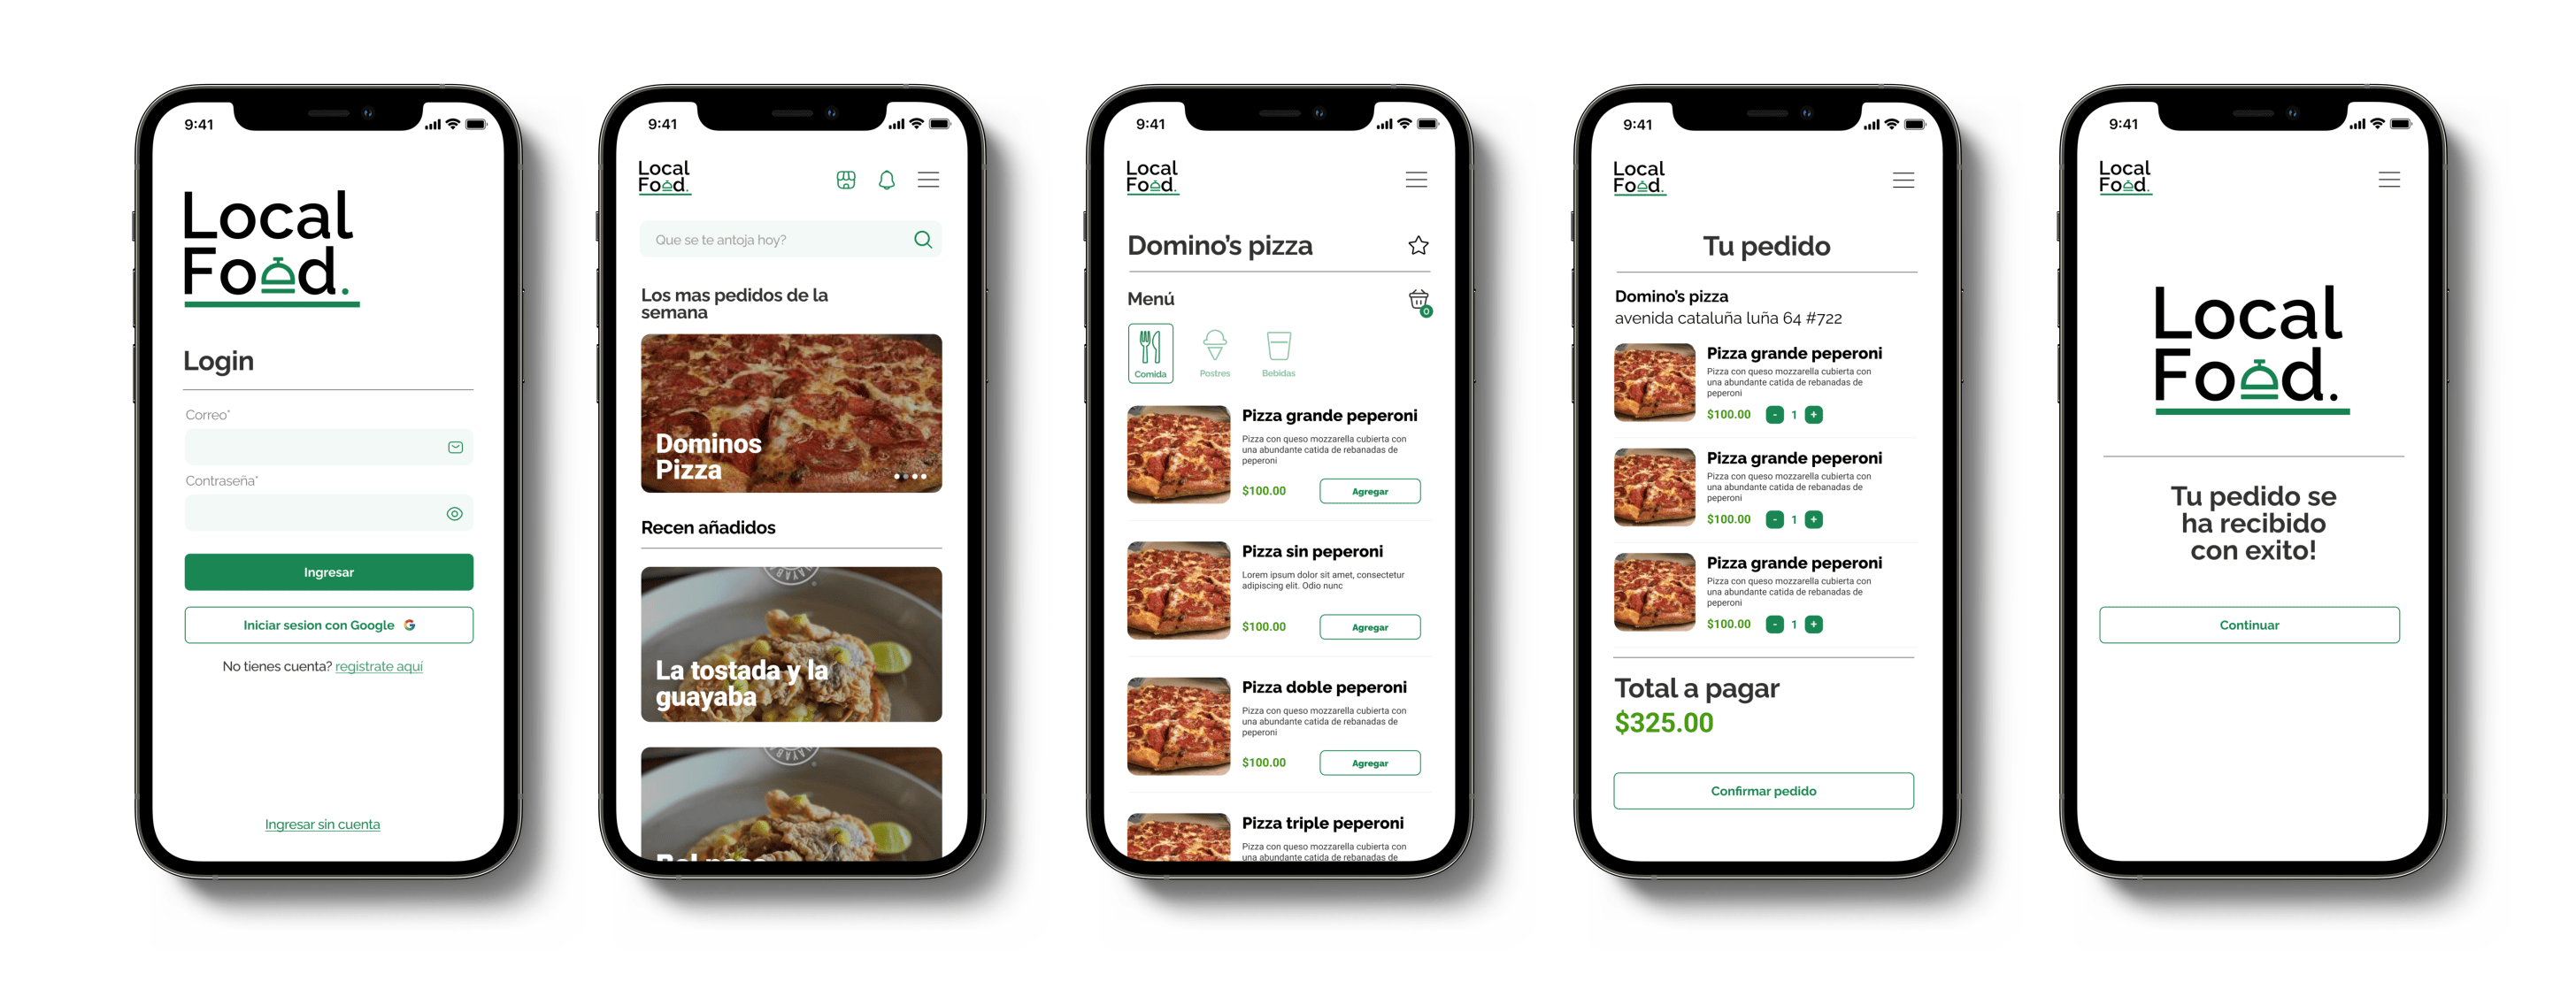 9:41
Local
Food.
Login
Correo*
Contraseña*
Ingresar
Iniciar sesion con Google
No tienes cuenta? registrate aquí
Ingresar sin cuenta
9:41
Local
Food.
Que se te antoja hoy?
Los mas pedidos de la
semana
Dominos
Pizza
Recen añadidos
La tostada y la
guayaba
9:41
Local
Food.
Domino's pizza
Menú
0
Comida
Postres
Bebidas
Pizza grande peperoni
Pizza con queso mozzarella cubierta con
una abundante catida de rebanadas de
peperoni
$100.00
Agregar
Pizza sin peperoni
Lorem ipsum dolor sit amet, consectetur
adipiscing elit. Odio nunc
$100.00
Agregar
Pizza doble peperoni
Pizza con queso mozzarella cubierta con
una abundante catida de rebanadas de
peperoni
$100.00
Agregar
Pizza triple peperoni
Pizza con queso mozzarella cubierta con
una abundante catida de rebanadas de
9:41
Local
Food.
Tu pedido
Domino's pizza
avenida cataluña luña 64 #722
Pizza grande peperoni
Pizza con queso mozzarella cubierta con
una abundante catida de rebanadas de
peperoni
$100.00 - 1 +
Pizza grande peperoni
Pizza con queso mozzarella cubierta con
una abundante catida de rebanadas de
peperoni
$100.00 - 1 +
Pizza grande peperoni
Pizza con queso mozzarella cubierta con
una abundante catida de rebanadas de
peperoni
$100.00 - 1 +
Total a pagar
$325.00
Confirmar pedido
9:41
Local
Food.
Local
Food.
Tu pedido se
ha recibido
con exito!
Continuar